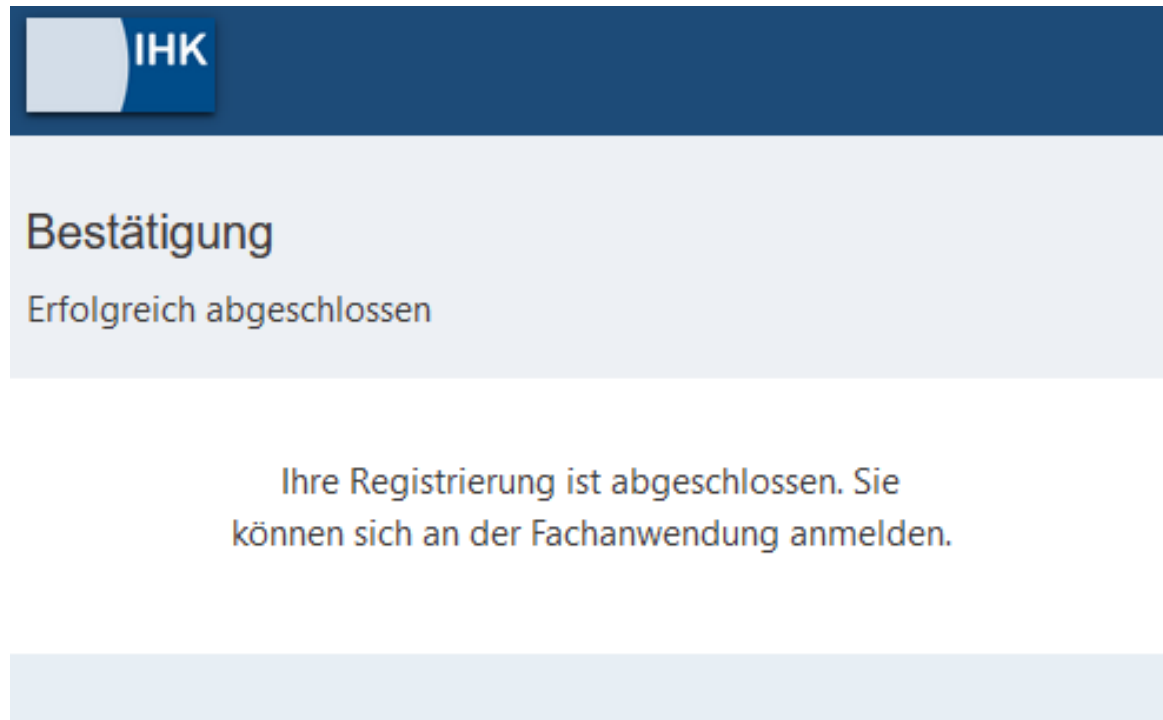 IHK
Bestätigung
Erfolgreich abgeschlossen
Ihre Registrierung ist abgeschlossen. Sie
können sich an der Fachanwendung anmelden.